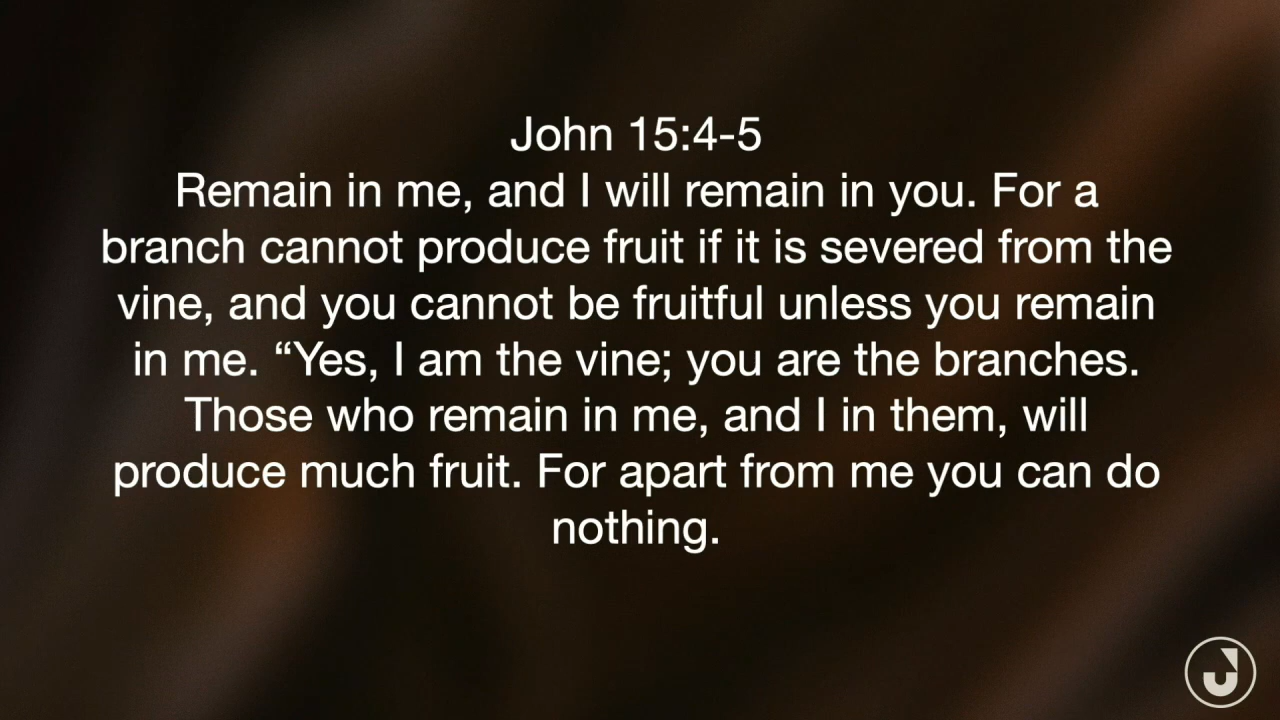 John 15:4-5
Remain in me, and I will remain in you. For a
branch cannot produce fruit if it is severed from the
vine, and you cannot be fruitful unless you remain
in me. “Yes, I am the vine; you are the branches.
Those who remain in me, and I in them, will
produce much fruit. For apart from me you can do
nothing.